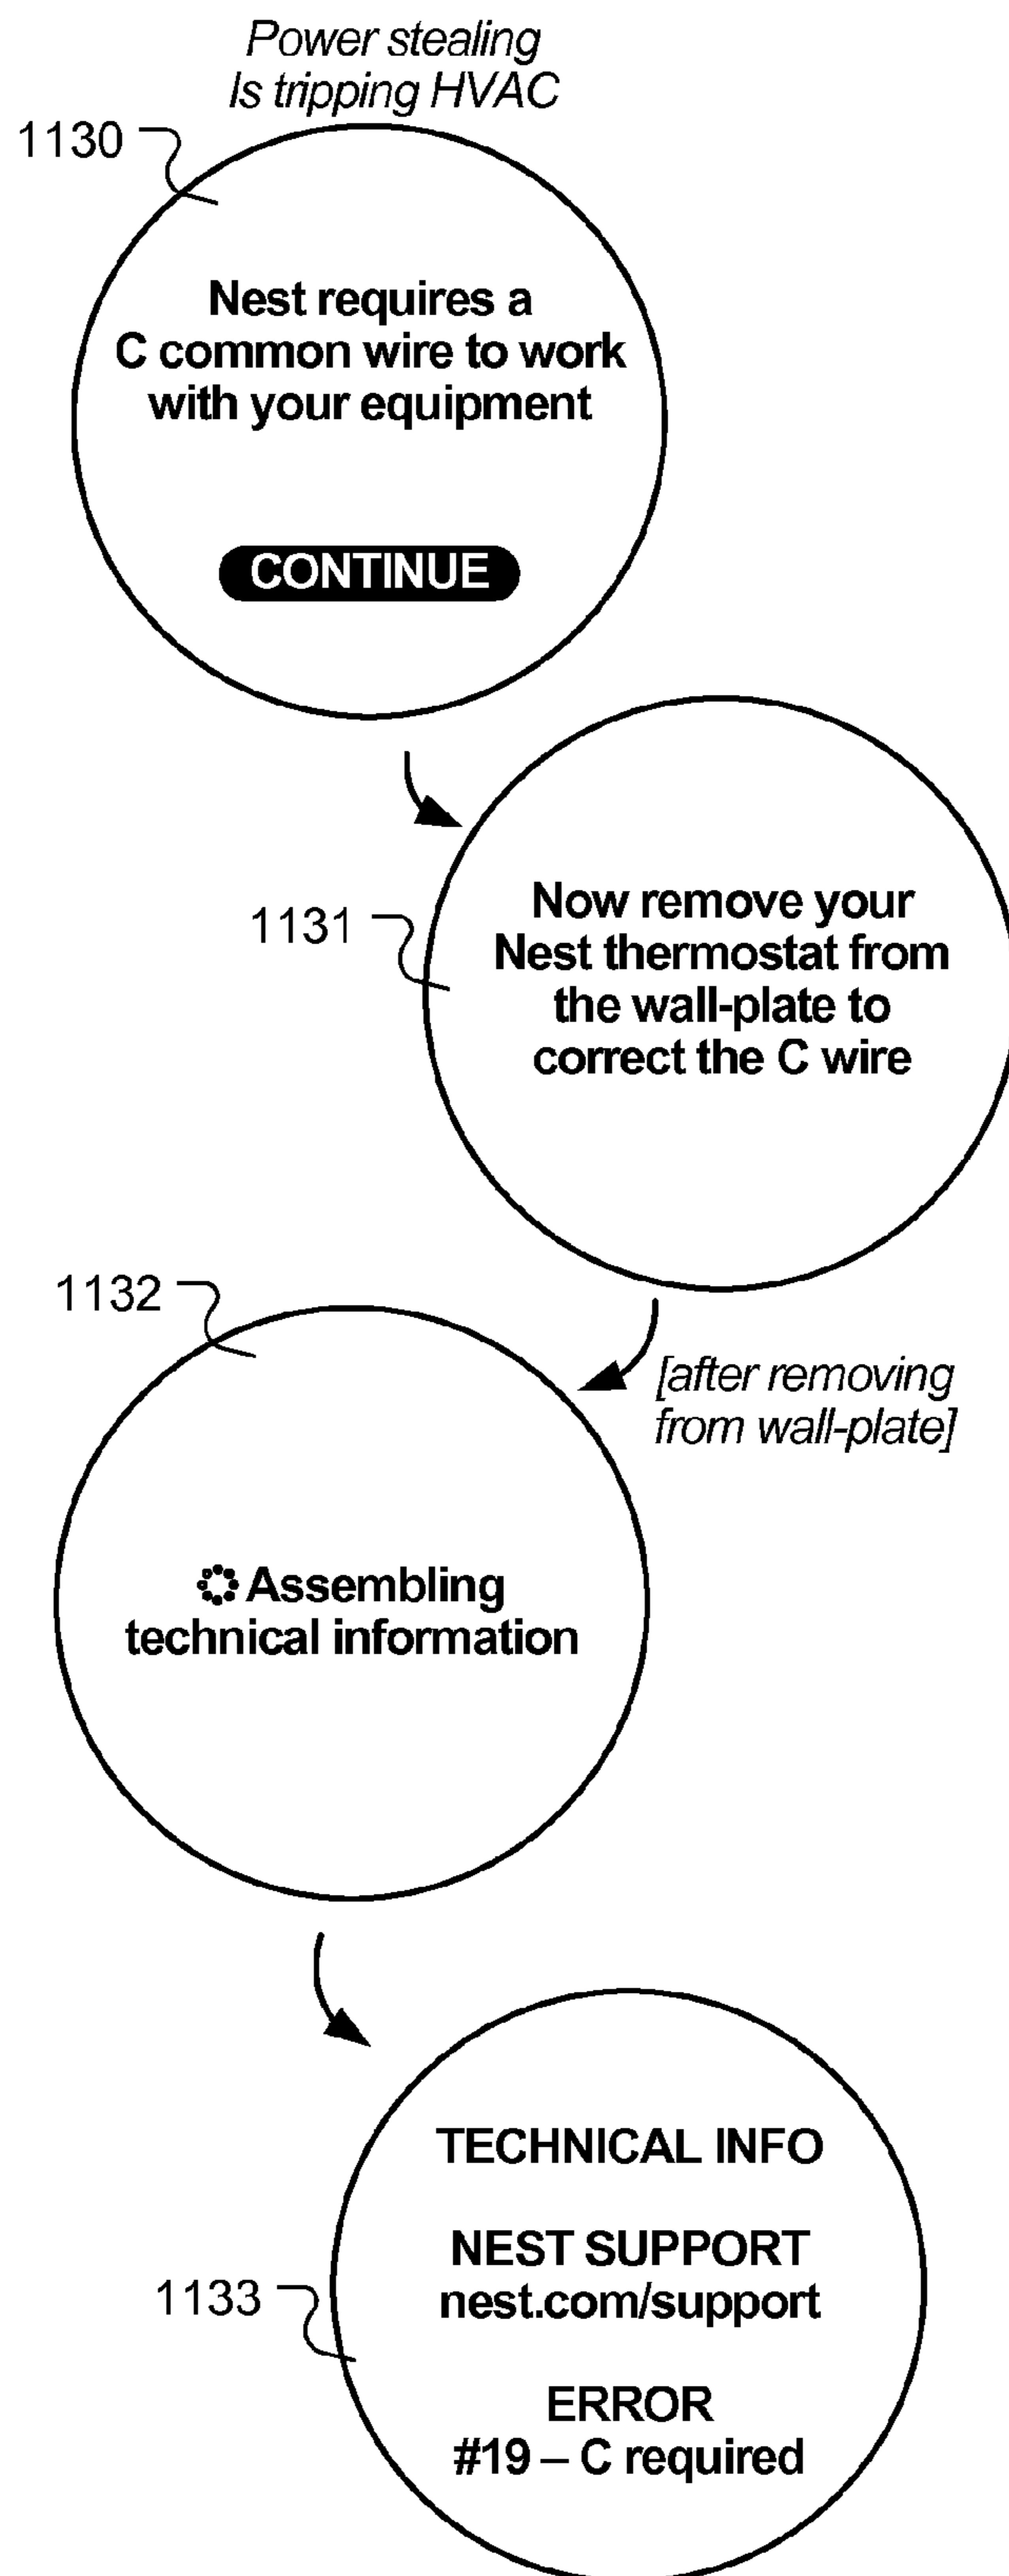 Power stealing
Is tripping HVAC
1130
Nest requires a
C common wire to work
with your equipment
CONTINUE
1131
Now remove your
Nest thermostat from
the wall-plate to
correct the C wire
1132
[after removing
from wall-plate]
Assembling
technical information
TECHNICAL INFO
NEST SUPPORT
nest.com/support
1133
ERROR
#19 – C required